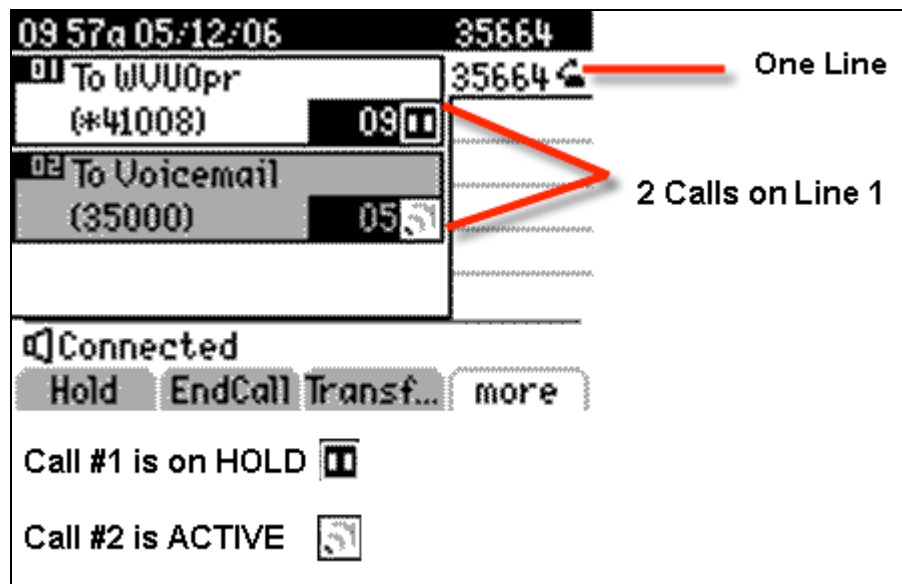 09 57a 05/12/06 35664
01 To WVUOpr 35664 One Line
(*41008) 09
02 To Voicemail
(35000) 05 2 Calls on Line 1
Connected
Hold EndCall Transf... more
Call #1 is on HOLD
Call #2 is ACTIVE